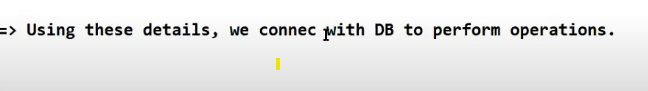 => Using these details, we connec with DB to perform operations.